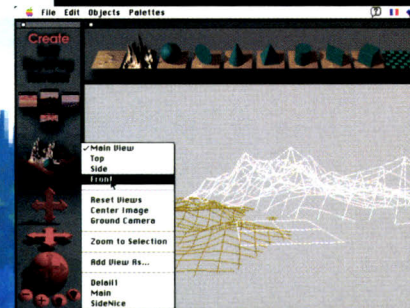 File Edit Objects Palettes
Create
✓Main View
Top
Side
Front
Reset Views
Center Image
Ground Camera
Zoom to Selection
Add View As...
Detail1
Main
SideNice